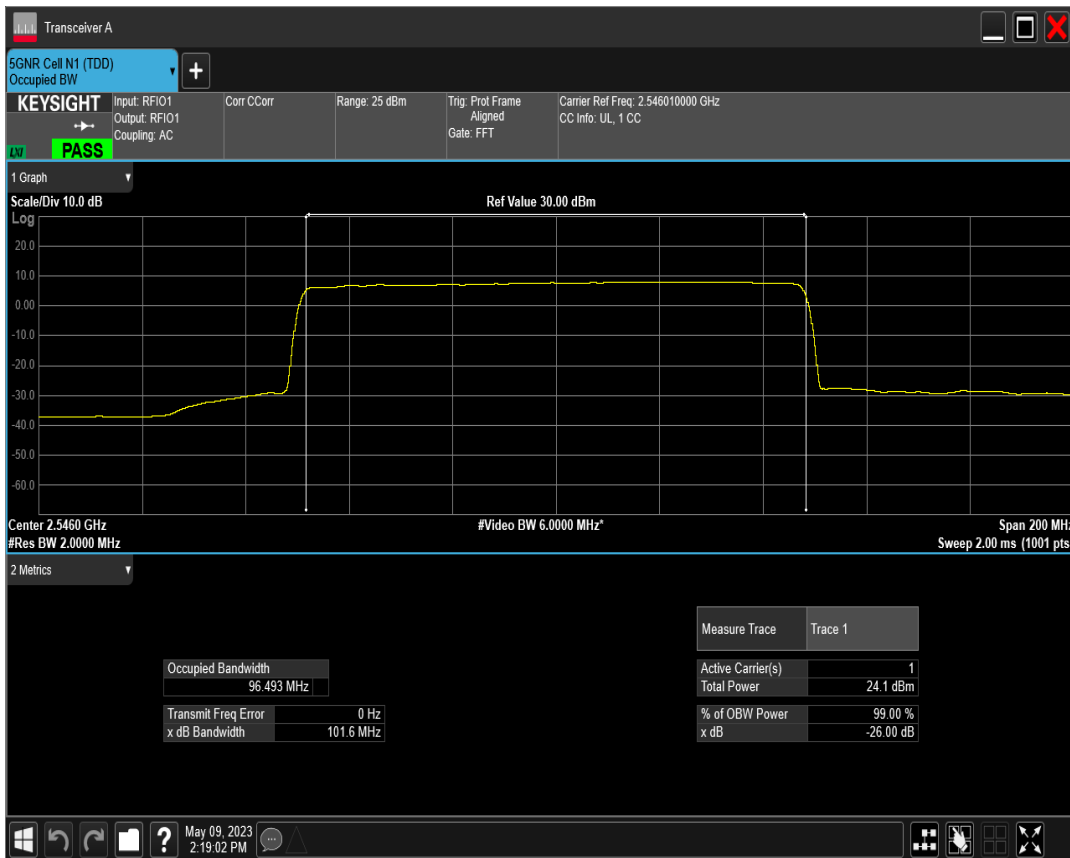 Transceiver A
5GNR Cell N1 (TDD)
Occupied BW
+
KEYSIGHT
LXI
PASS
Input: RFIO1
Output: RFIO1
Coupling: AC
Corr CCorr
Range: 25 dBm
Trig: Prot Frame
Aligned
Gate: FFT
Carrier Ref Freq: 2.546010000 GHz
CC Info: UL, 1 CC
1 Graph
Scale/Div 10.0 dB
Ref Value 30.00 dBm
Log
20.0
10.0
0.00
-10.0
-20.0
-30.0
-40.0
-50.0
-60.0
Center 2.5460 GHz
#Video BW 6.0000 MHz*
Span 200 MHz
#Res BW 2.0000 MHz
Sweep 2.00 ms (1001 pts
2 Metrics
Measure Trace Trace 1
Occupied Bandwidth
96.493 MHz
Active Carrier(s) 1
Total Power 24.1 dBm
Transmit Freq Error 0 Hz
x dB Bandwidth 101.6 MHz
% of OBW Power 99.00 %
x dB -26.00 dB
?
May 09, 2023
2:19:02 PM